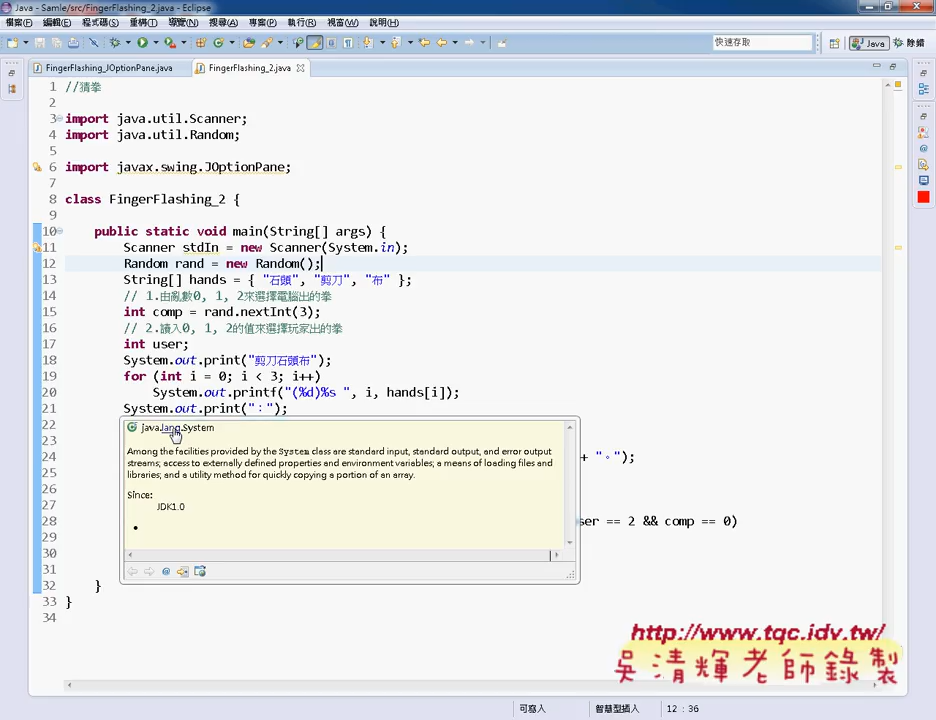 Java - Samle/src/FingerFlashing_2.java - Eclipse
檔案(F) 編輯(E) 程式碼(S) 重構(T) 導覽(N) 搜尋(A) 專案(P) 執行(R) 視窗(W) 說明(H)
快速存取 Java 除錯
FingerFlashing_JOptionPane.java FingerFlashing_2.java
1 //猜拳
2
3 import java.util.Scanner;
4 import java.util.Random;
5
6 import javax.swing.JOptionPane;
7
8 class FingerFlashing_2 {
9
10 public static void main(String[] args) {
11 Scanner stdIn = new Scanner(System.in);
12 Random rand = new Random();
13 String[] hands = { "石頭", "剪刀", "布" };
14 // 1.由亂數0, 1, 2來選擇電腦出的拳
15 int comp = rand.nextInt(3);
16 // 2.讀入0, 1, 2的值來選擇玩家出的拳
17 int user;
18 System.out.print("剪刀石頭布");
19 for (int i = 0; i < 3; i++)
20 System.out.printf("(%d)%s ", i, hands[i]);
21 System.out.print("：");
22
java.lang.System
23
Among the facilities provided by the System class are standard input, standard output, and error output
24 + "。");
streams; access to externally defined properties and environment variables; a means of loading files and
25
libraries; and a utility method for quickly copying a portion of an array.
26
Since:
27
JDK1.0
28 ser == 2 && comp == 0)
29
30
31
32 }
33 }
34
http://www.tqc.idv.tw/
吳清輝老師錄製
可寫入 智慧型插入 12 : 36